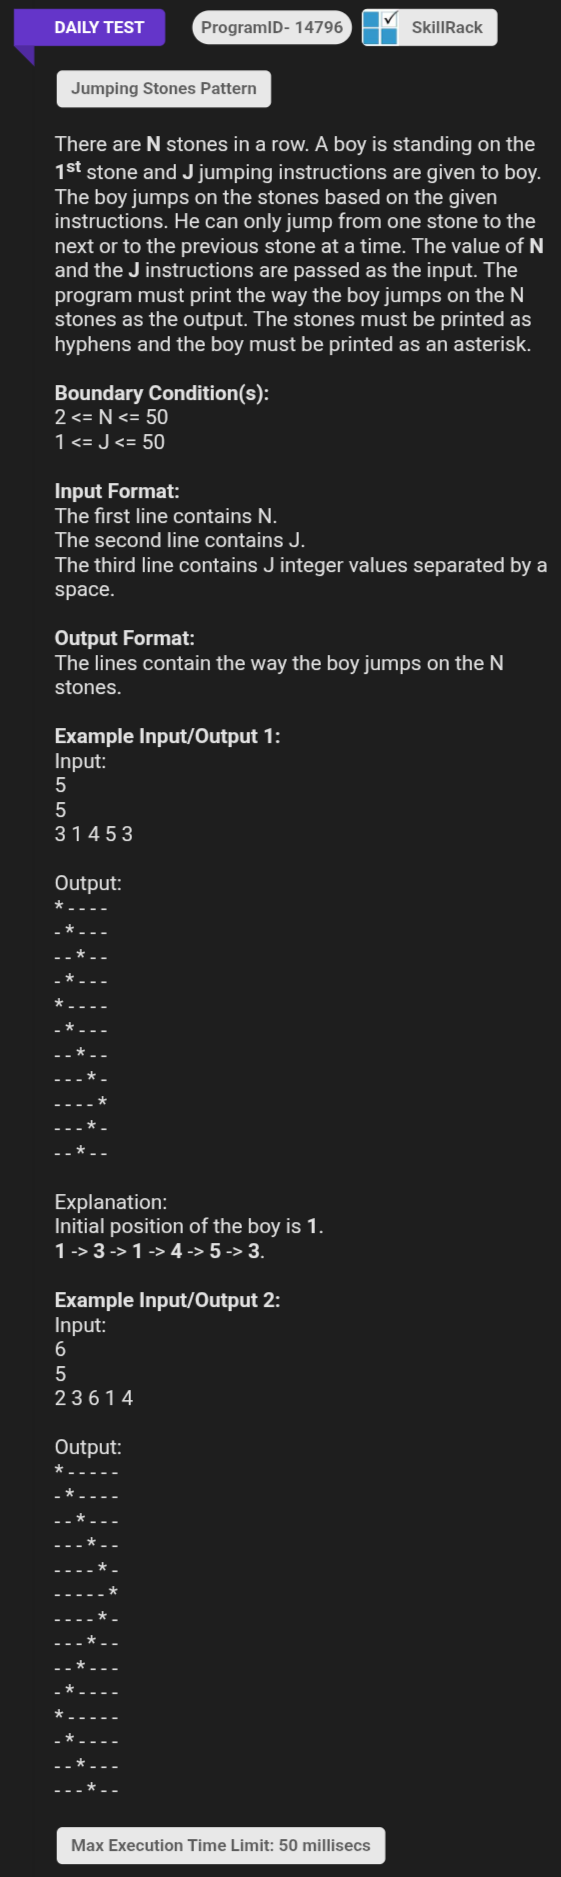 DAILY TEST
ProgramID- 14796
SkillRack
Jumping Stones Pattern
There are N stones in a row. A boy is standing on the
1st stone and J jumping instructions are given to boy.
The boy jumps on the stones based on the given
instructions. He can only jump from one stone to the
next or to the previous stone at a time. The value of N
and the J instructions are passed as the input. The
program must print the way the boy jumps on the N
stones as the output. The stones must be printed as
hyphens and the boy must be printed as an asterisk.
Boundary Condition(s):
2 <= N <= 50
1 <= J <= 50
Input Format:
The first line contains N.
The second line contains J.
The third line contains J integer values separated by a
space.
Output Format:
The lines contain the way the boy jumps on the N
stones.
Example Input/Output 1:
Input:
5
5
3 1 4 5 3
Output:
* - - - -
- * - - -
- - * - -
- * - - -
* - - - -
- * - - -
- - * - -
- - - * -
- - - - *
- - - * -
- - * - -
Explanation:
Initial position of the boy is 1.
1 -> 3 -> 1 -> 4 -> 5 -> 3.
Example Input/Output 2:
Input:
6
5
2 3 6 1 4
Output:
* - - - - -
- * - - - -
- - * - - -
- - - * - -
- - - - * -
- - - - - *
- - - - * -
- - - * - -
- - * - - -
- * - - - -
* - - - - -
- * - - - -
- - * - - -
- - - * - -
Max Execution Time Limit: 50 millisecs